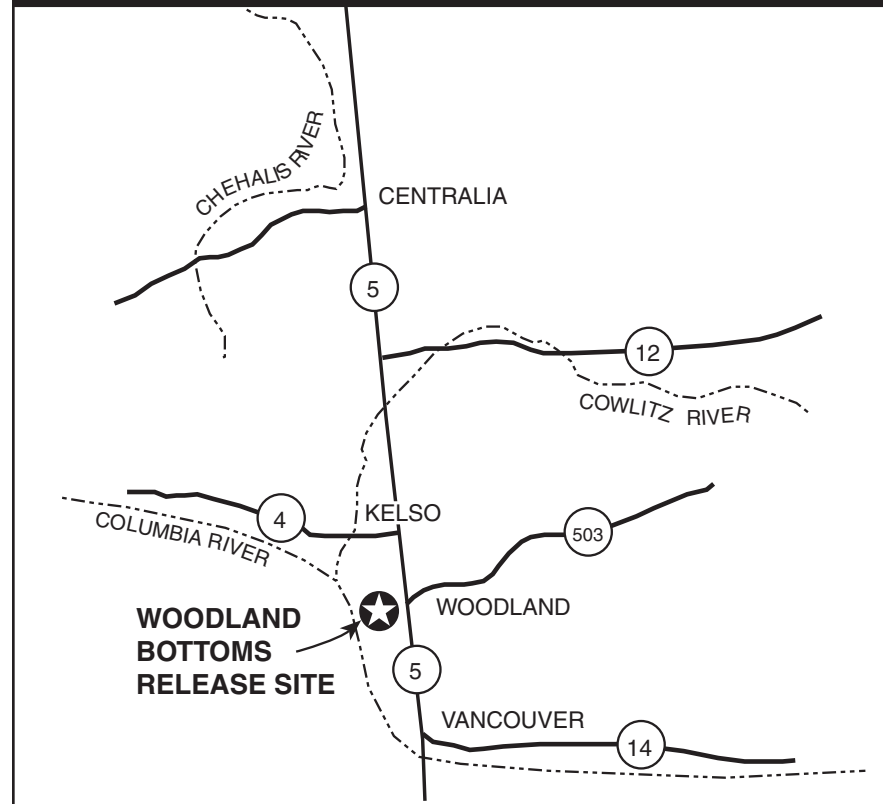 CHEHALIS RIVER
CENTRALIA
5
12
COWLITZ RIVER
KELSO
4
503
COLUMBIA RIVER
WOODLAND
WOODLAND
BOTTOMS
RELEASE SITE
5
VANCOUVER
14